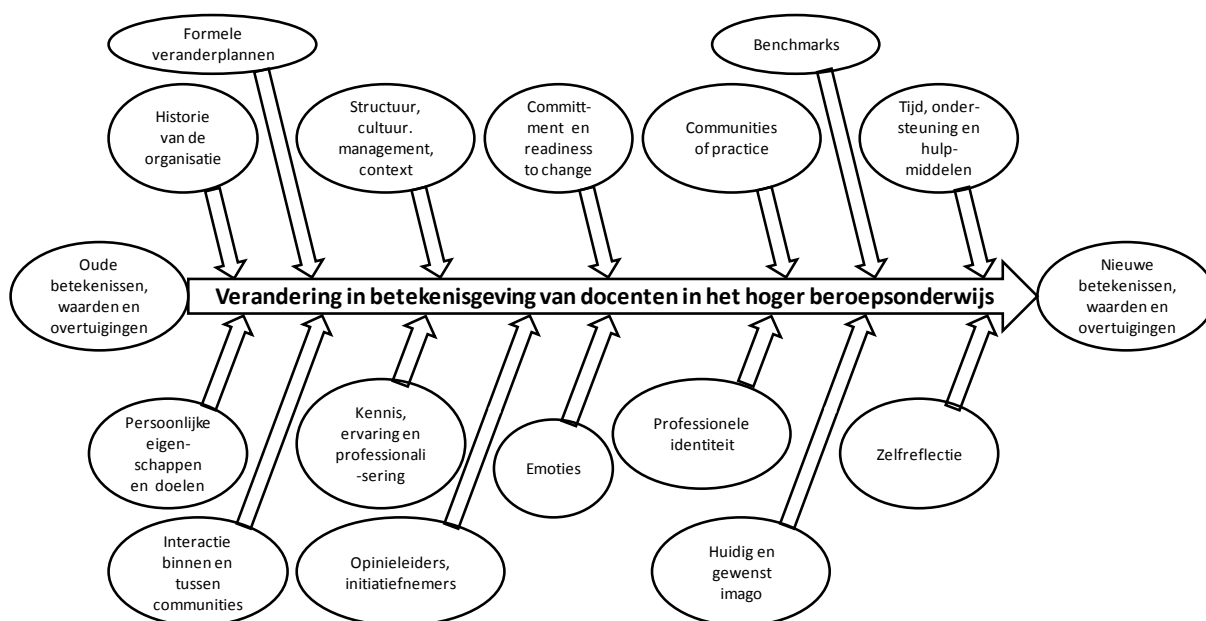 Formele
veranderplannen
Benchmarks
Historie
van de
organisatie
Structuur,
cultuur.
management,
context
Committ-
ment en
readiness
to change
Communities
of practice
Tijd, onder-
steuning en
hulp-
middelen
Oude
betekenissen,
waarden en
overtuigingen
Verandering in betekenisgeving van docenten in het hoger beroepsonderwijs
Nieuwe
betekenissen,
waarden en
overtuigingen
Persoonlijke
eigen-
schappen
en doelen
Kennis,
ervaring en
professionali
-sering
Emoties
Professionele
identiteit
Zelfreflectie
Interactie
binnen en
tussen
communities
Opinieleiders,
initiatiefnemers
Huidig en
gewenst
imago